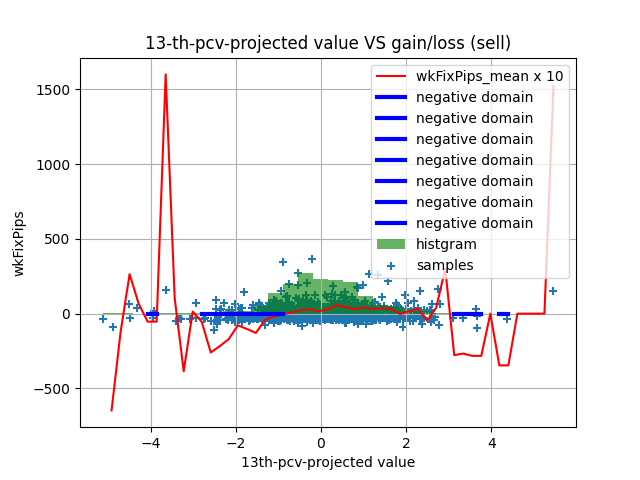 13-th-pcv-projected value VS gain/loss (sell)
wkFixPips_mean x 10
negative domain
negative domain
negative domain
negative domain
negative domain
negative domain
negative domain
histgram
samples
1500
1000
500
0
−500
wkFixPips
−4
−2
0
2
4
13th-pcv-projected value